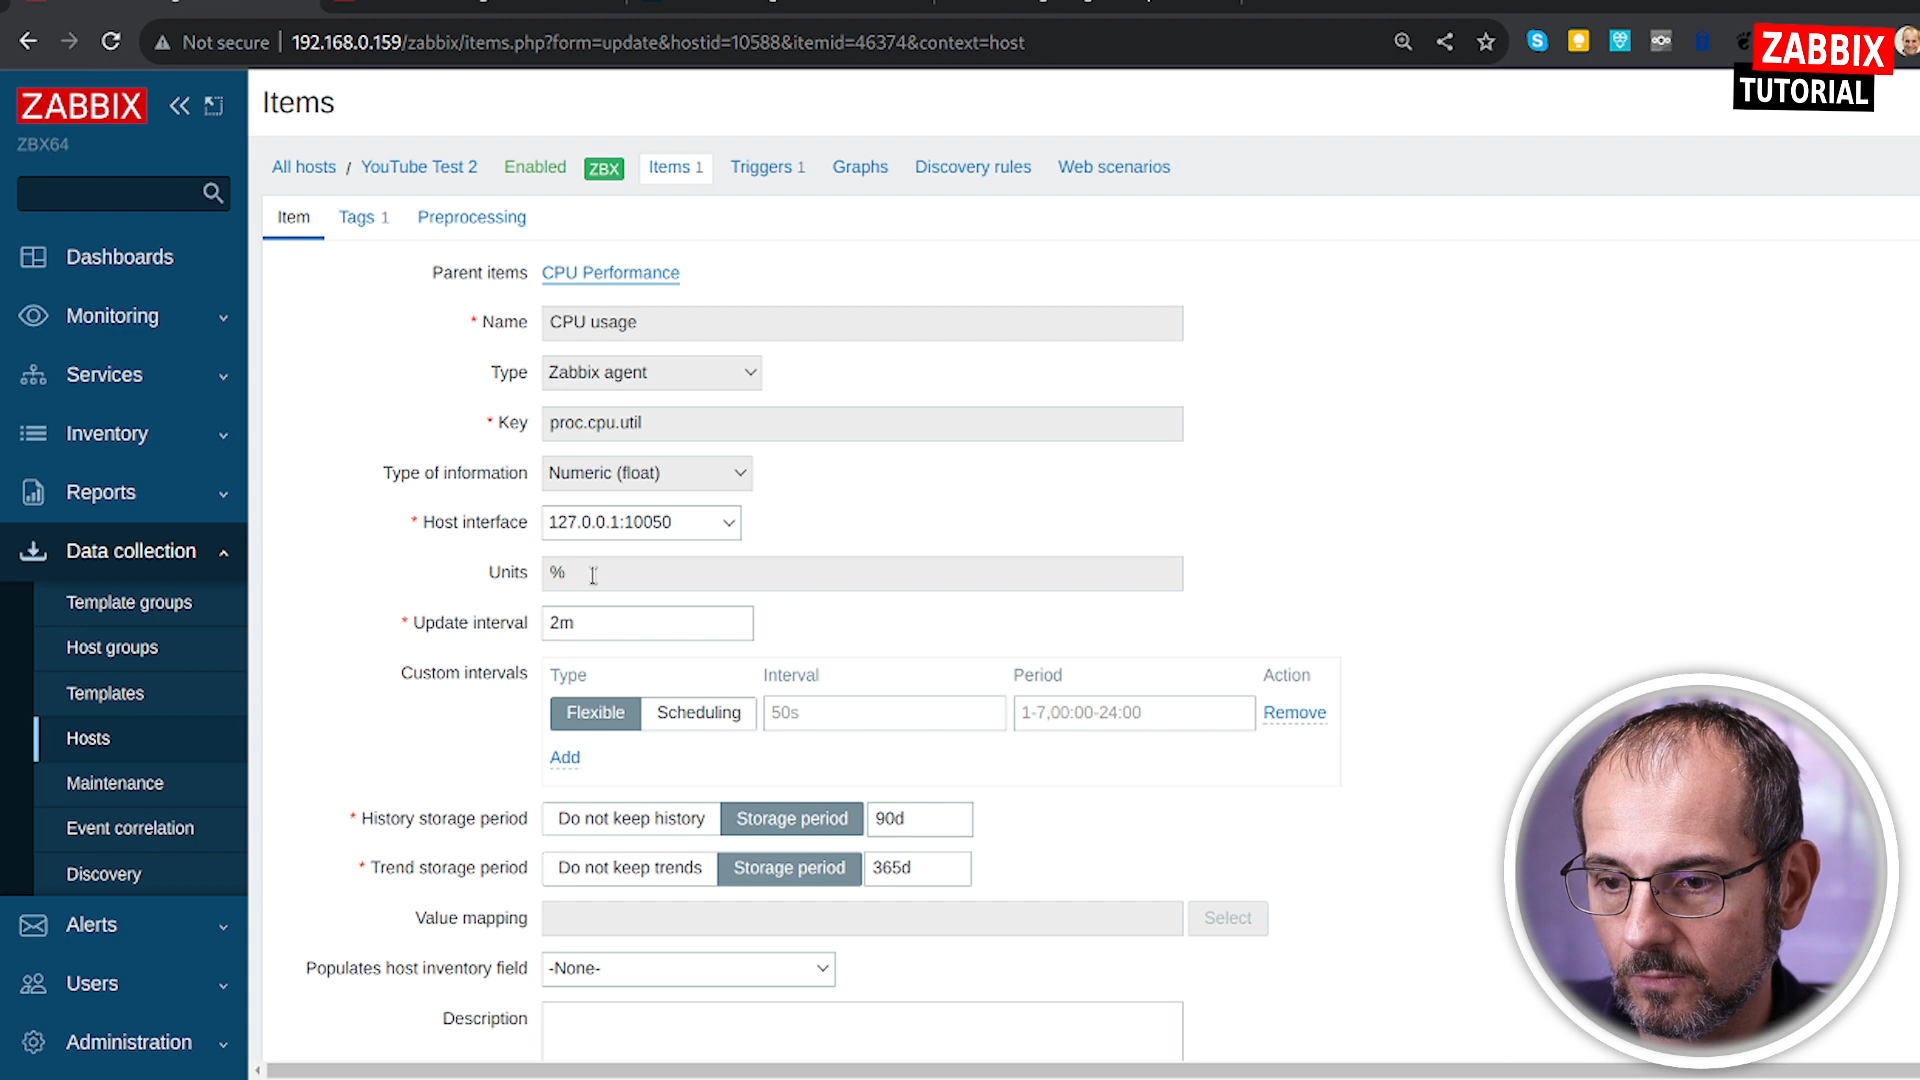 Not secure 192.168.0.159/zabbix/items.php?form=update&hostid=10588&itemid=46374&context=host
ZABBIX
TUTORIAL
ZABBIX
ZBX64
Dashboards
Monitoring
Services
Inventory
Reports
Data collection
Template groups
Host groups
Templates
Hosts
Maintenance
Event correlation
Discovery
Alerts
Users
Administration
Items
All hosts / YouTube Test 2 Enabled ZBX Items 1 Triggers 1 Graphs Discovery rules Web scenarios
Item Tags 1 Preprocessing
Parent items CPU Performance
* Name CPU usage
Type Zabbix agent
* Key proc.cpu.util
Type of information Numeric (float)
* Host interface 127.0.0.1:10050
Units %
* Update interval 2m
Custom intervals Type Interval Period Action
Flexible Scheduling 50s 1-7,00:00-24:00 Remove
Add
* History storage period Do not keep history Storage period 90d
* Trend storage period Do not keep trends Storage period 365d
Value mapping Select
Populates host inventory field -None-
Description